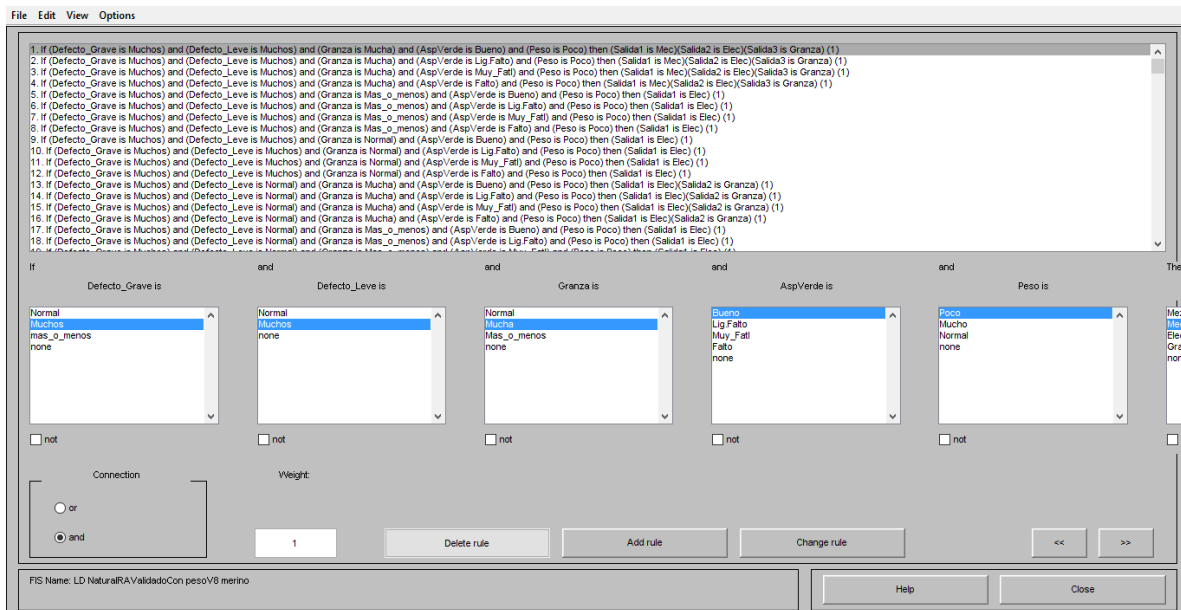 File Edit View Options
1. If (Defecto_Grave is Muchos) and (Defecto_Leve is Muchos) and (Granza is Mucha) and (AspVerde is Bueno) and (Peso is Poco) then (Salida1 is Mec)(Salida2 is Elec)(Salida3 is Granza) (1)
2. If (Defecto_Grave is Muchos) and (Defecto_Leve is Muchos) and (Granza is Mucha) and (AspVerde is Lig.Falto) and (Peso is Poco) then (Salida1 is Mec)(Salida2 is Elec)(Salida3 is Granza) (1)
3. If (Defecto_Grave is Muchos) and (Defecto_Leve is Muchos) and (Granza is Mucha) and (AspVerde is Muy_Fatl) and (Peso is Poco) then (Salida1 is Mec)(Salida2 is Elec)(Salida3 is Granza) (1)
4. If (Defecto_Grave is Muchos) and (Defecto_Leve is Muchos) and (Granza is Mucha) and (AspVerde is Falto) and (Peso is Poco) then (Salida1 is Mec)(Salida2 is Elec)(Salida3 is Granza) (1)
5. If (Defecto_Grave is Muchos) and (Defecto_Leve is Muchos) and (Granza is Mas_o_menos) and (AspVerde is Bueno) and (Peso is Poco) then (Salida1 is Elec) (1)
6. If (Defecto_Grave is Muchos) and (Defecto_Leve is Muchos) and (Granza is Mas_o_menos) and (AspVerde is Lig.Falto) and (Peso is Poco) then (Salida1 is Elec) (1)
7. If (Defecto_Grave is Muchos) and (Defecto_Leve is Muchos) and (Granza is Mas_o_menos) and (AspVerde is Muy_Fatl) and (Peso is Poco) then (Salida1 is Elec) (1)
8. If (Defecto_Grave is Muchos) and (Defecto_Leve is Muchos) and (Granza is Mas_o_menos) and (AspVerde is Falto) and (Peso is Poco) then (Salida1 is Elec) (1)
9. If (Defecto_Grave is Muchos) and (Defecto_Leve is Muchos) and (Granza is Normal) and (AspVerde is Bueno) and (Peso is Poco) then (Salida1 is Elec) (1)
10. If (Defecto_Grave is Muchos) and (Defecto_Leve is Muchos) and (Granza is Normal) and (AspVerde is Lig.Falto) and (Peso is Poco) then (Salida1 is Elec) (1)
11. If (Defecto_Grave is Muchos) and (Defecto_Leve is Muchos) and (Granza is Normal) and (AspVerde is Muy_Fatl) and (Peso is Poco) then (Salida1 is Elec) (1)
12. If (Defecto_Grave is Muchos) and (Defecto_Leve is Muchos) and (Granza is Normal) and (AspVerde is Falto) and (Peso is Poco) then (Salida1 is Elec) (1)
13. If (Defecto_Grave is Muchos) and (Defecto_Leve is Normal) and (Granza is Mucha) and (AspVerde is Bueno) and (Peso is Poco) then (Salida1 is Elec)(Salida2 is Granza) (1)
14. If (Defecto_Grave is Muchos) and (Defecto_Leve is Normal) and (Granza is Mucha) and (AspVerde is Lig.Falto) and (Peso is Poco) then (Salida1 is Elec)(Salida2 is Granza) (1)
15. If (Defecto_Grave is Muchos) and (Defecto_Leve is Normal) and (Granza is Mucha) and (AspVerde is Muy_Fatl) and (Peso is Poco) then (Salida1 is Elec)(Salida2 is Granza) (1)
16. If (Defecto_Grave is Muchos) and (Defecto_Leve is Normal) and (Granza is Mucha) and (AspVerde is Falto) and (Peso is Poco) then (Salida1 is Elec)(Salida2 is Granza) (1)
17. If (Defecto_Grave is Muchos) and (Defecto_Leve is Normal) and (Granza is Mas_o_menos) and (AspVerde is Bueno) and (Peso is Poco) then (Salida1 is Elec) (1)
18. If (Defecto_Grave is Muchos) and (Defecto_Leve is Normal) and (Granza is Mas_o_menos) and (AspVerde is Lig.Falto) and (Peso is Poco) then (Salida1 is Elec) (1)
If and and and and The
Defecto_Grave is Defecto_Leve is Granza is AspVerde is Peso is
Normal
Muchos
mas_o_menos
none
Normal
Muchos
none
Normal
Mucha
Mas_o_menos
none
Bueno
Lig.Falto
Muy_Fatl
Falto
none
Poco
Mucho
Normal
none
not not not not not
Connection Weight:
or
and
1 Delete rule Add rule Change rule << >>
FIS Name: LD NaturalRAValidadoCon pesoV8 merino
Help Close